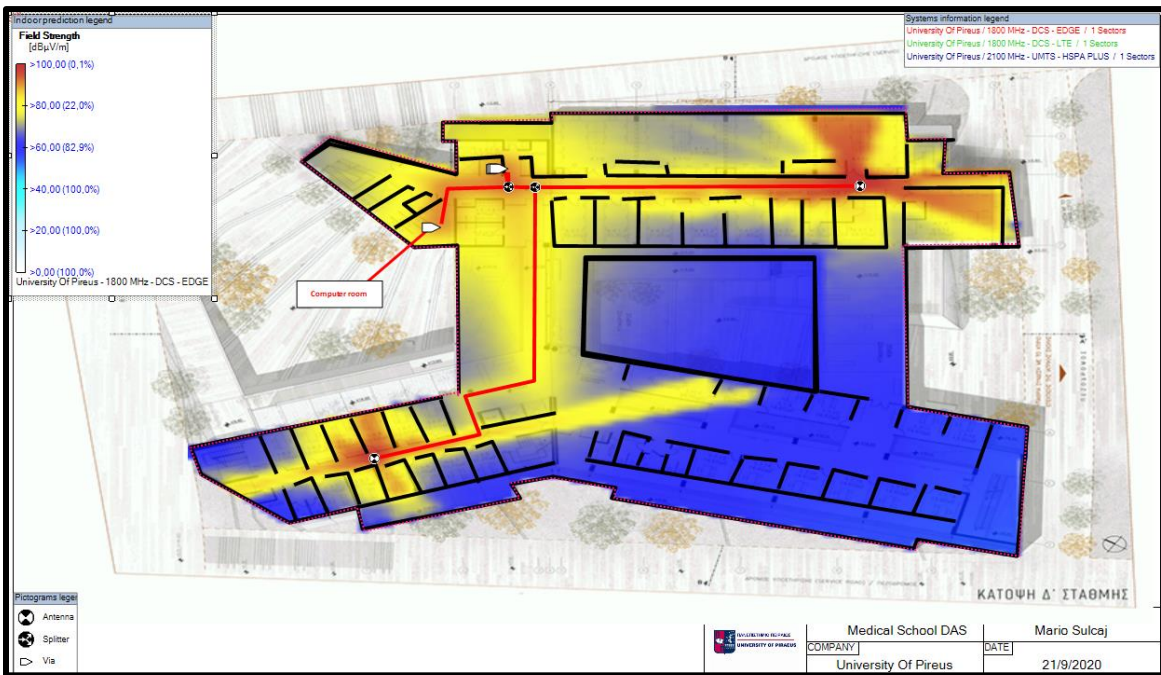 Indoor prediction legend
Field Strength
[dBµV/m]
>100,00 (0,1%)
>80,00 (22,0%)
>60,00 (82,9%)
>40,00 (100,0%)
>20,00 (100,0%)
>0,00 (100,0%)
University Of Pireus - 1800 MHz - DCS - EDGE
Systems information legend
University Of Pireus / 1800 MHz - DCS - EDGE / 1 Sectors
University Of Pireus / 1800 MHz - DCS - LTE / 1 Sectors
University Of Pireus / 2100 MHz - UMTS - HSPA PLUS / 1 Sectors
Computer room
ΚΑΤΟΨΗ Δ' ΣΤΑΘΜΗΣ
Pictograms leger
Antenna
Splitter
Via
ΠΑΝΕΠΙΣΤΗΜΙΟ ΠΕΙΡΑΙΩΣ
UNIVERSITY OF PIRAEUS
Medical School DAS
Mario Sulcaj
COMPANY
DATE
University Of Pireus
21/9/2020